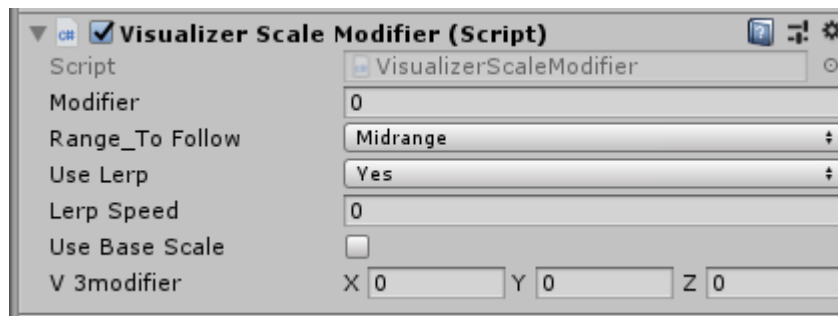 Visualizer Scale Modifier (Script)
Script VisualizerScaleModifier
Modifier 0
Range_To Follow Midrange
Use Lerp Yes
Lerp Speed 0
Use Base Scale
V 3modifier X 0 Y 0 Z 0